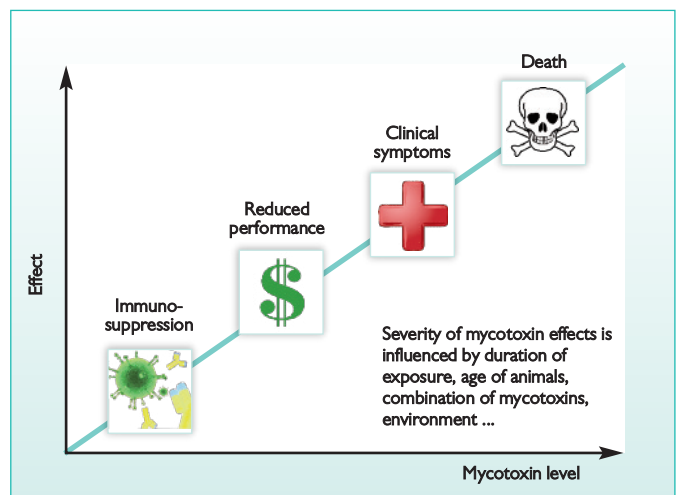 Death
Clinical
symptoms
Reduced
performance
$
Effect
Immuno-
suppression
Severity of mycotoxin effects is
influenced by duration of
exposure, age of animals,
combination of mycotoxins,
environment ...
Mycotoxin level